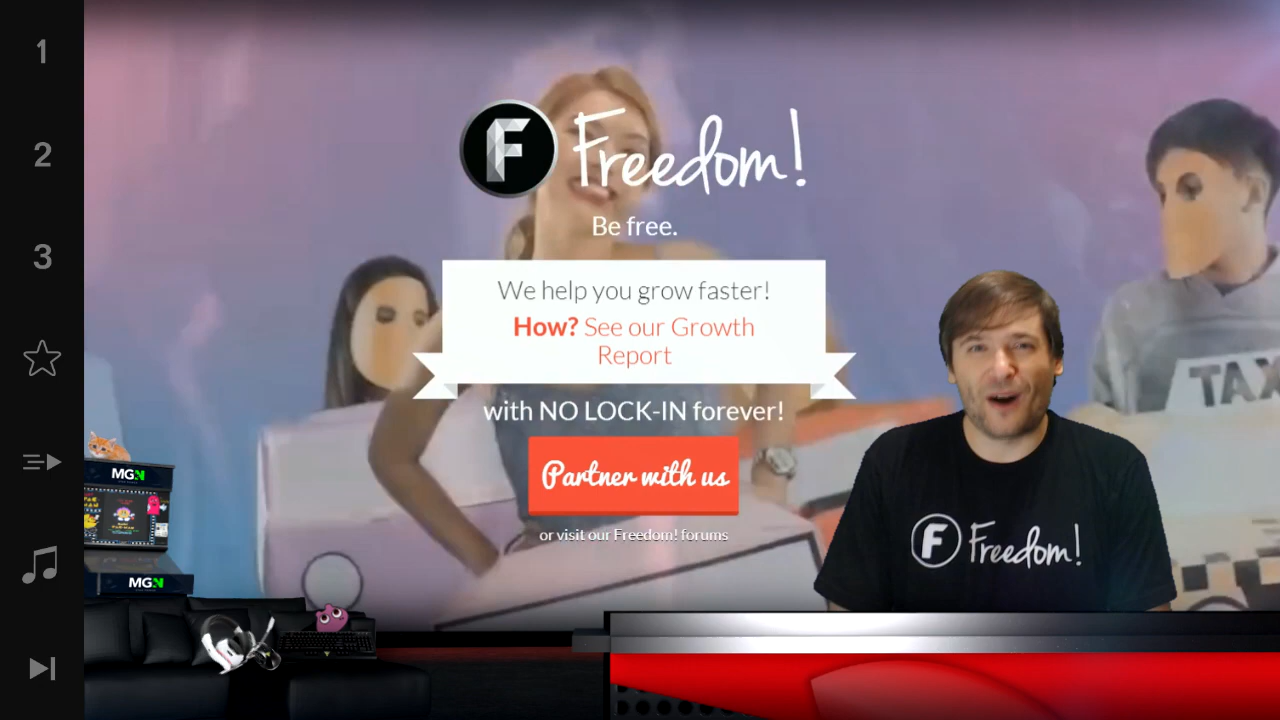 1
2
3
F Freedom!
Be free.
We help you grow faster!
How? See our Growth
Report
with NO LOCK-IN forever!
Partner with us
or visit our Freedom! forums
TAX
F Freedom!
MGN
MGN